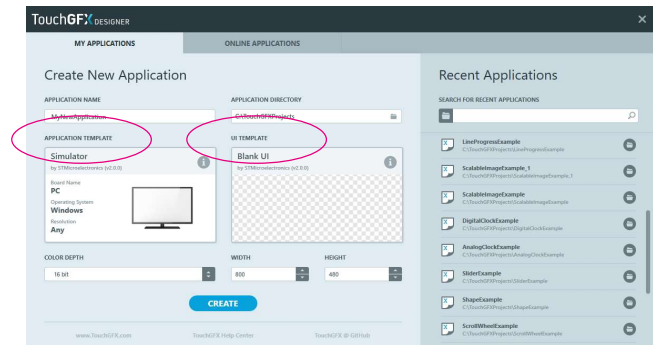 TouchGFX DESIGNER
MY APPLICATIONS
ONLINE APPLICATIONS
Create New Application
APPLICATION NAME
APPLICATION DIRECTORY
MyNewApplication
C:\TouchGFXProjects
APPLICATION TEMPLATE
UI TEMPLATE
Simulator
by STMicroelectronics (v2.0.0)
Board Name
PC
Operating System
Windows
Resolution
Any
Blank UI
by STMicroelectronics (v2.0.0)
COLOR DEPTH
WIDTH
HEIGHT
16 bit
800
480
CREATE
www.TouchGFX.com
TouchGFX Help Center
TouchGFX @ GitHub
Recent Applications
SEARCH FOR RECENT APPLICATIONS
LineProgressExample
C:\TouchGFXProjects\LineProgressExample
ScalableImageExample_1
C:\TouchGFXProjects\ScalableImageExample_1
ScalableImageExample
C:\TouchGFXProjects\ScalableImageExample
DigitalClockExample
C:\TouchGFXProjects\DigitalClockExample
AnalogClockExample
C:\TouchGFXProjects\AnalogClockExample
SliderExample
C:\TouchGFXProjects\SliderExample
ShapeExample
C:\TouchGFXProjects\ShapeExample
ScrollWheelExample
C:\TouchGFXProjects\ScrollWheelExample